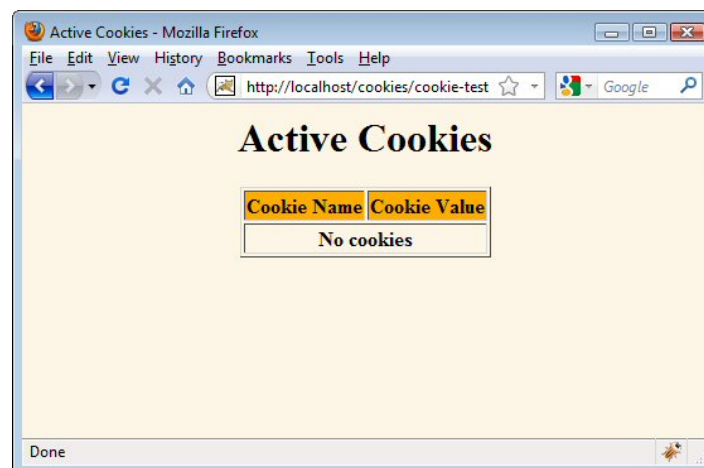 Active Cookies - Mozilla Firefox
File Edit View History Bookmarks Tools Help
http://localhost/cookies/cookie-test Google
Active Cookies
Cookie Name Cookie Value
No cookies
Done